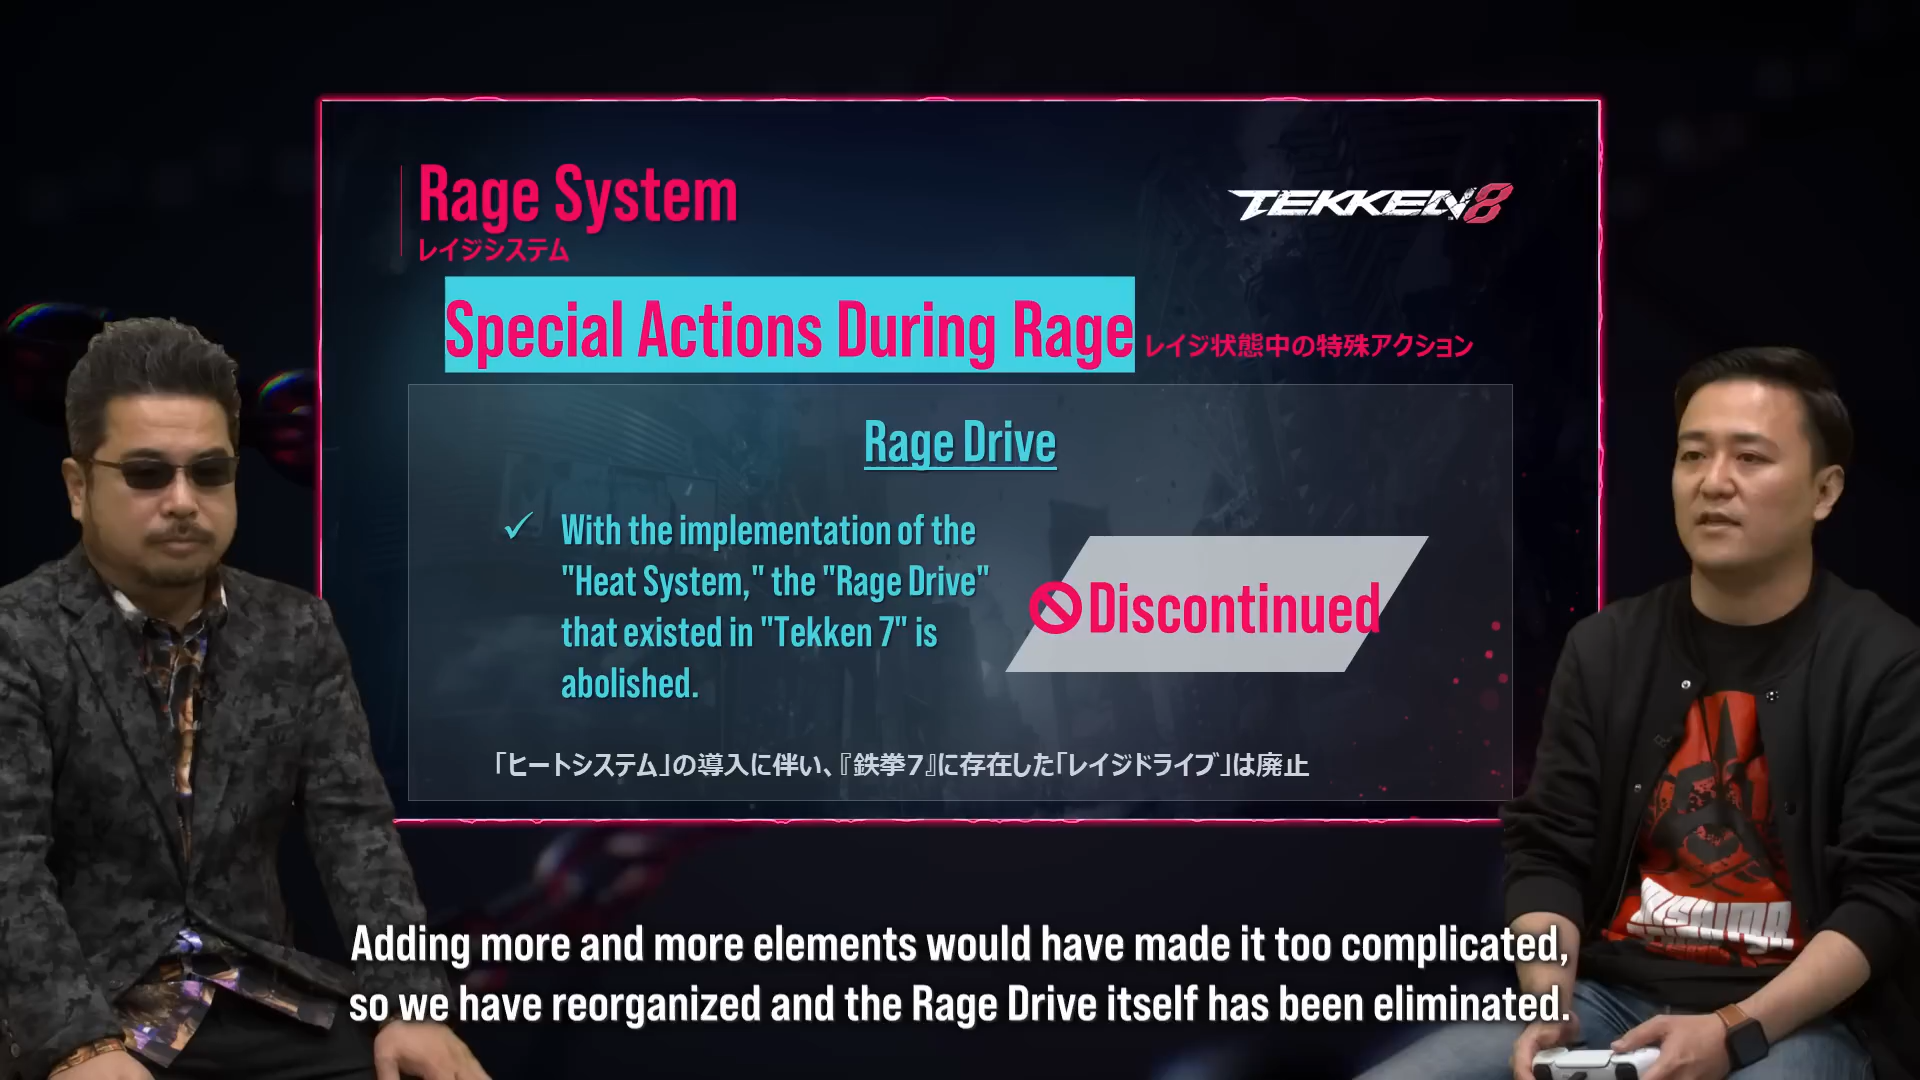 Rage System
レイジシステム
TEKKEN8
Special Actions During Rage レイジ状態中の特殊アクション
Rage Drive
✓ With the implementation of the
"Heat System," the "Rage Drive"
that existed in "Tekken 7" is
abolished.
Discontinued
「ヒートシステム」の導入に伴い、『鉄拳7』に存在した「レイジドライブ」は廃止
MISHIMA
Adding more and more elements would have made it too complicated,
so we have reorganized and the Rage Drive itself has been eliminated.